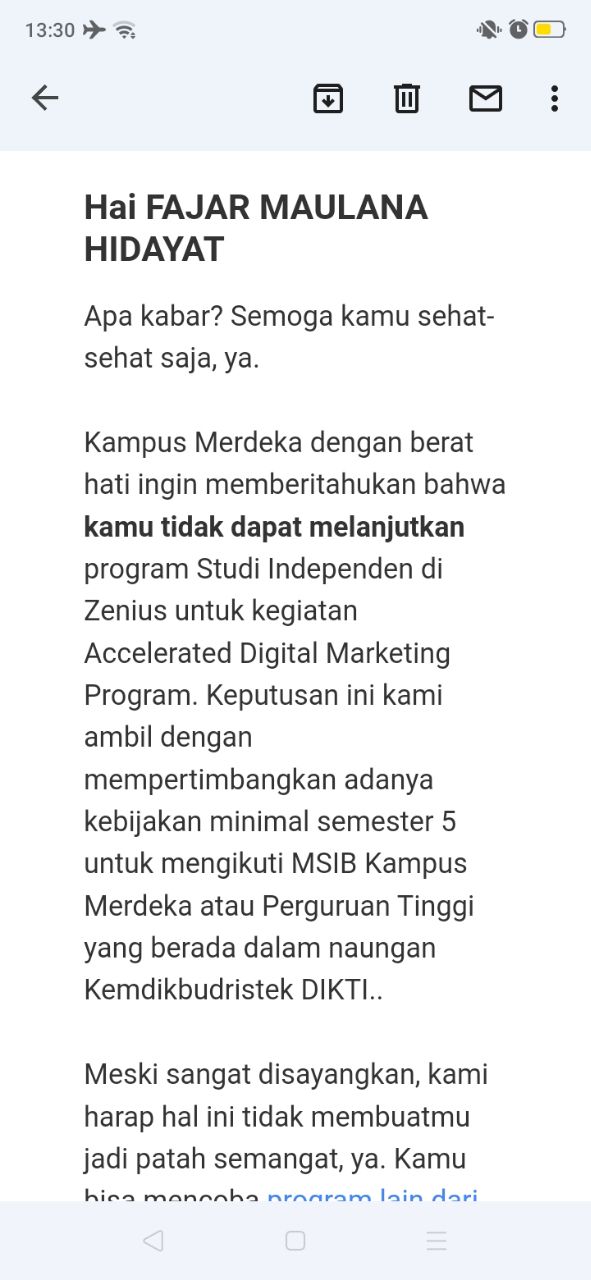 13:30
Hai FAJAR MAULANA
HIDAYAT
Apa kabar? Semoga kamu sehat-
sehat saja, ya.
Kampus Merdeka dengan berat
hati ingin memberitahukan bahwa
kamu tidak dapat melanjutkan
program Studi Independen di
Zenius untuk kegiatan
Accelerated Digital Marketing
Program. Keputusan ini kami
ambil dengan
mempertimbangkan adanya
kebijakan minimal semester 5
untuk mengikuti MSIB Kampus
Merdeka atau Perguruan Tinggi
yang berada dalam naungan
Kemdikbudristek DIKTI..
Meski sangat disayangkan, kami
harap hal ini tidak membuatmu
jadi patah semangat, ya. Kamu
bisa mencoba program lain dari